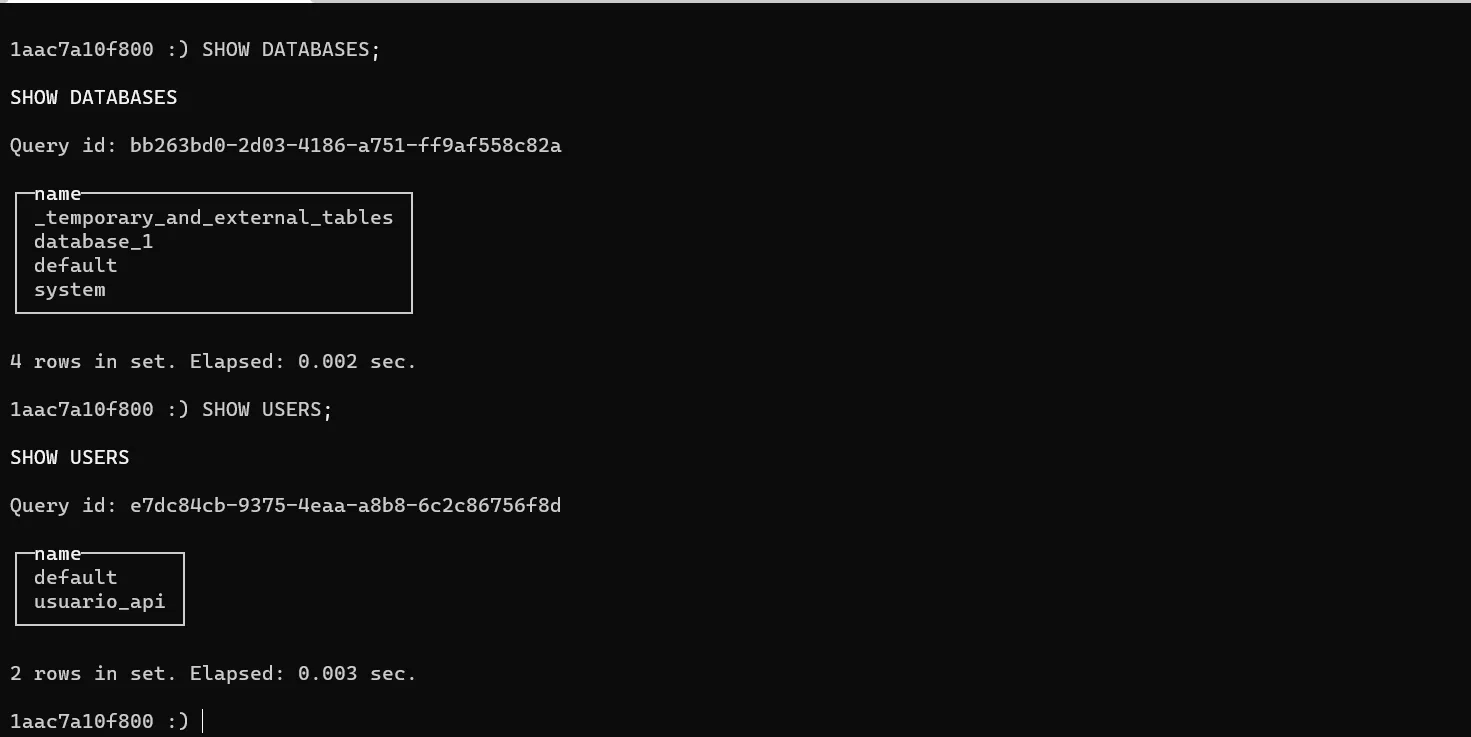 1aac7a10f800 :) SHOW DATABASES;
SHOW DATABASES
Query id: bb263bd0-2d03-4186-a751-ff9af558c82a
name
_temporary_and_external_tables
database_1
default
system
4 rows in set. Elapsed: 0.002 sec.
1aac7a10f800 :) SHOW USERS;
SHOW USERS
Query id: e7dc84cb-9375-4eaa-a8b8-6c2c86756f8d
name
default
usuario_api
2 rows in set. Elapsed: 0.003 sec.
1aac7a10f800 :)